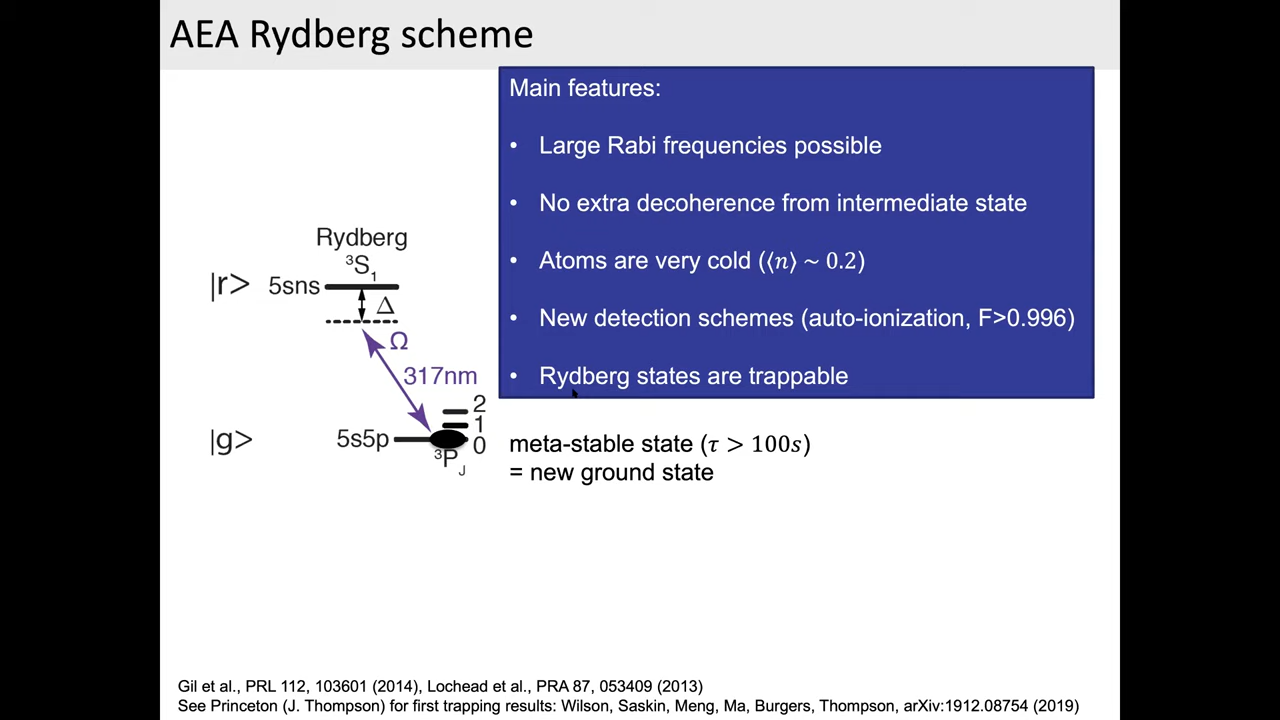 AEA Rydberg scheme
Main features:
• Large Rabi frequencies possible
• No extra decoherence from intermediate state
• Atoms are very cold (⟨n⟩ ~ 0.2)
• New detection schemes (auto-ionization, F>0.996)
• Rydberg states are trappable
Rydberg
³S₁
|r> 5sns
Δ
Ω
317nm
2
1
|g> 5s5p 0
³P_J
meta-stable state (τ > 100s)
= new ground state
Gil et al., PRL 112, 103601 (2014), Lochead et al., PRA 87, 053409 (2013)
See Princeton (J. Thompson) for first trapping results: Wilson, Saskin, Meng, Ma, Burgers, Thompson, arXiv:1912.08754 (2019)